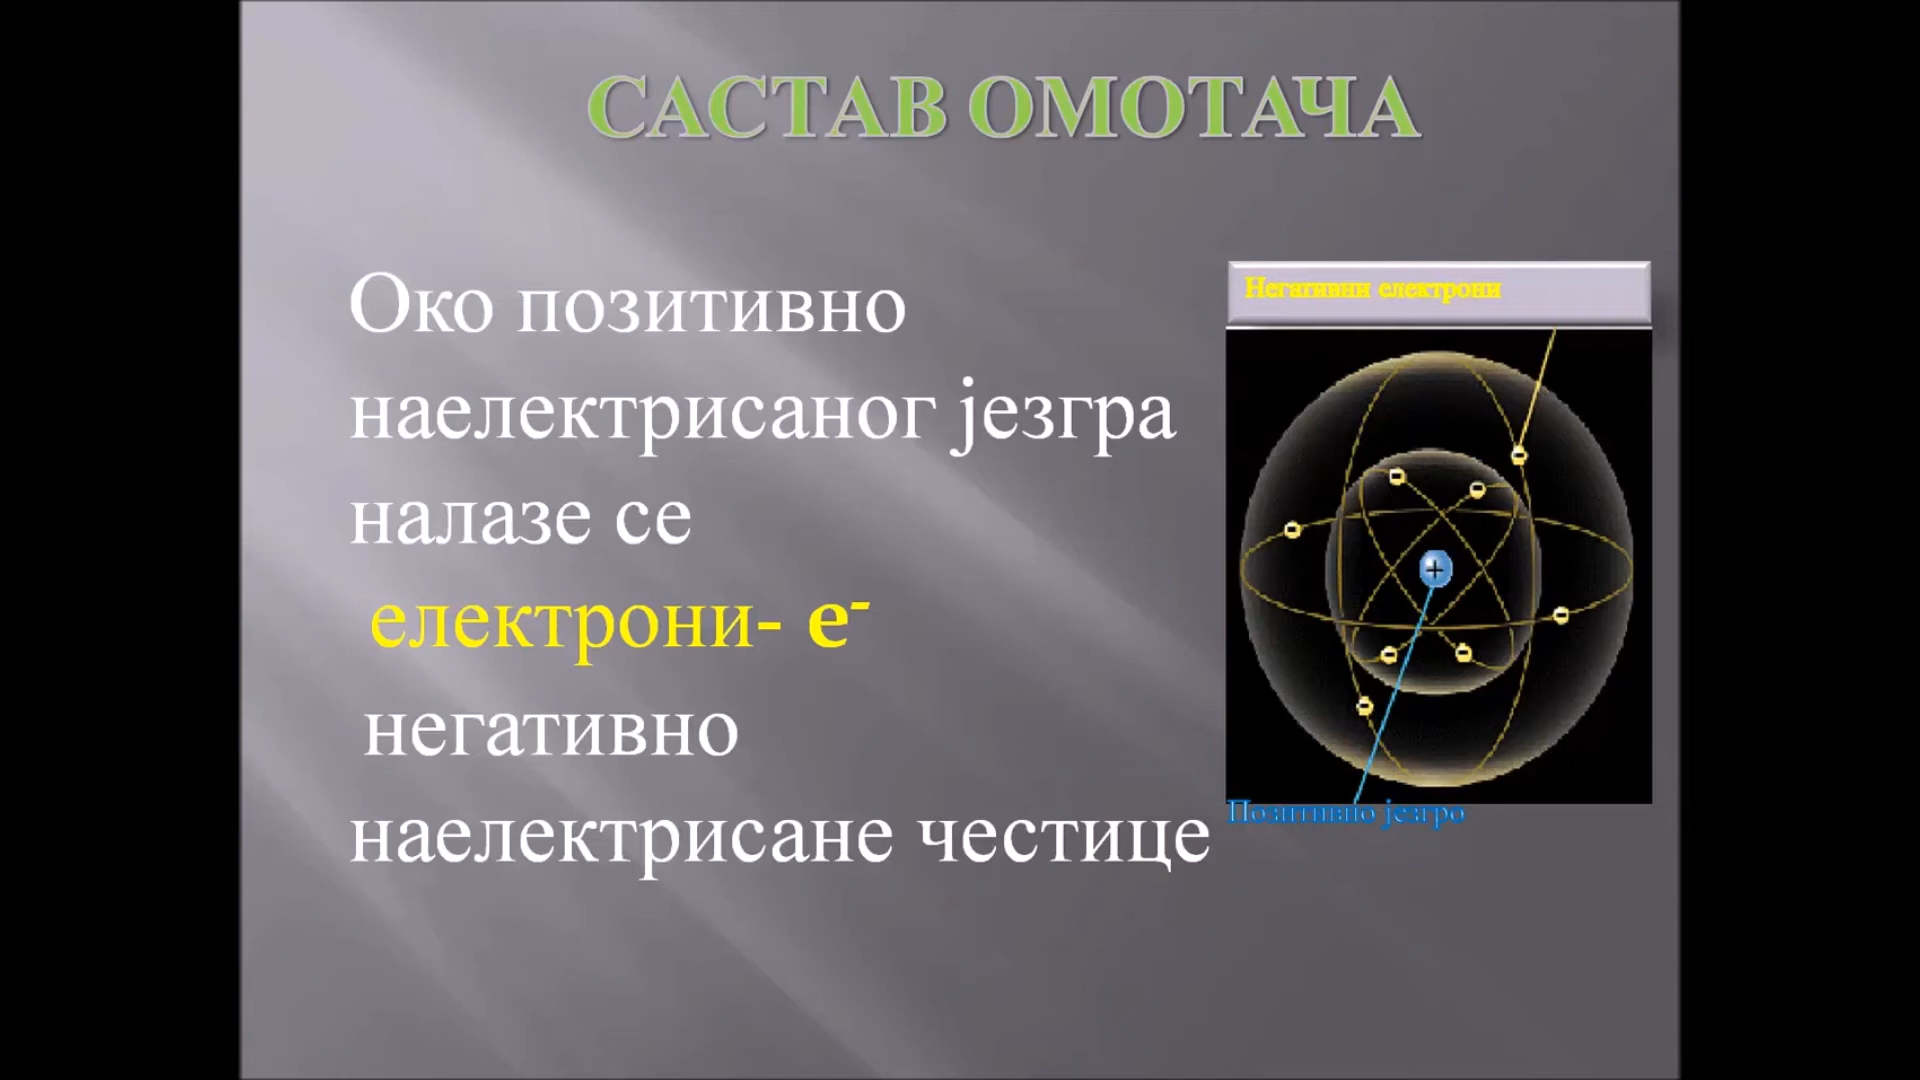 САСТАВ ОМОТАЧА
Око позитивно
наелектрисаног језгра
налазе се
електрони- e⁻
негативно
наелектрисане честице
Негативни електрони
Позитивно језгро